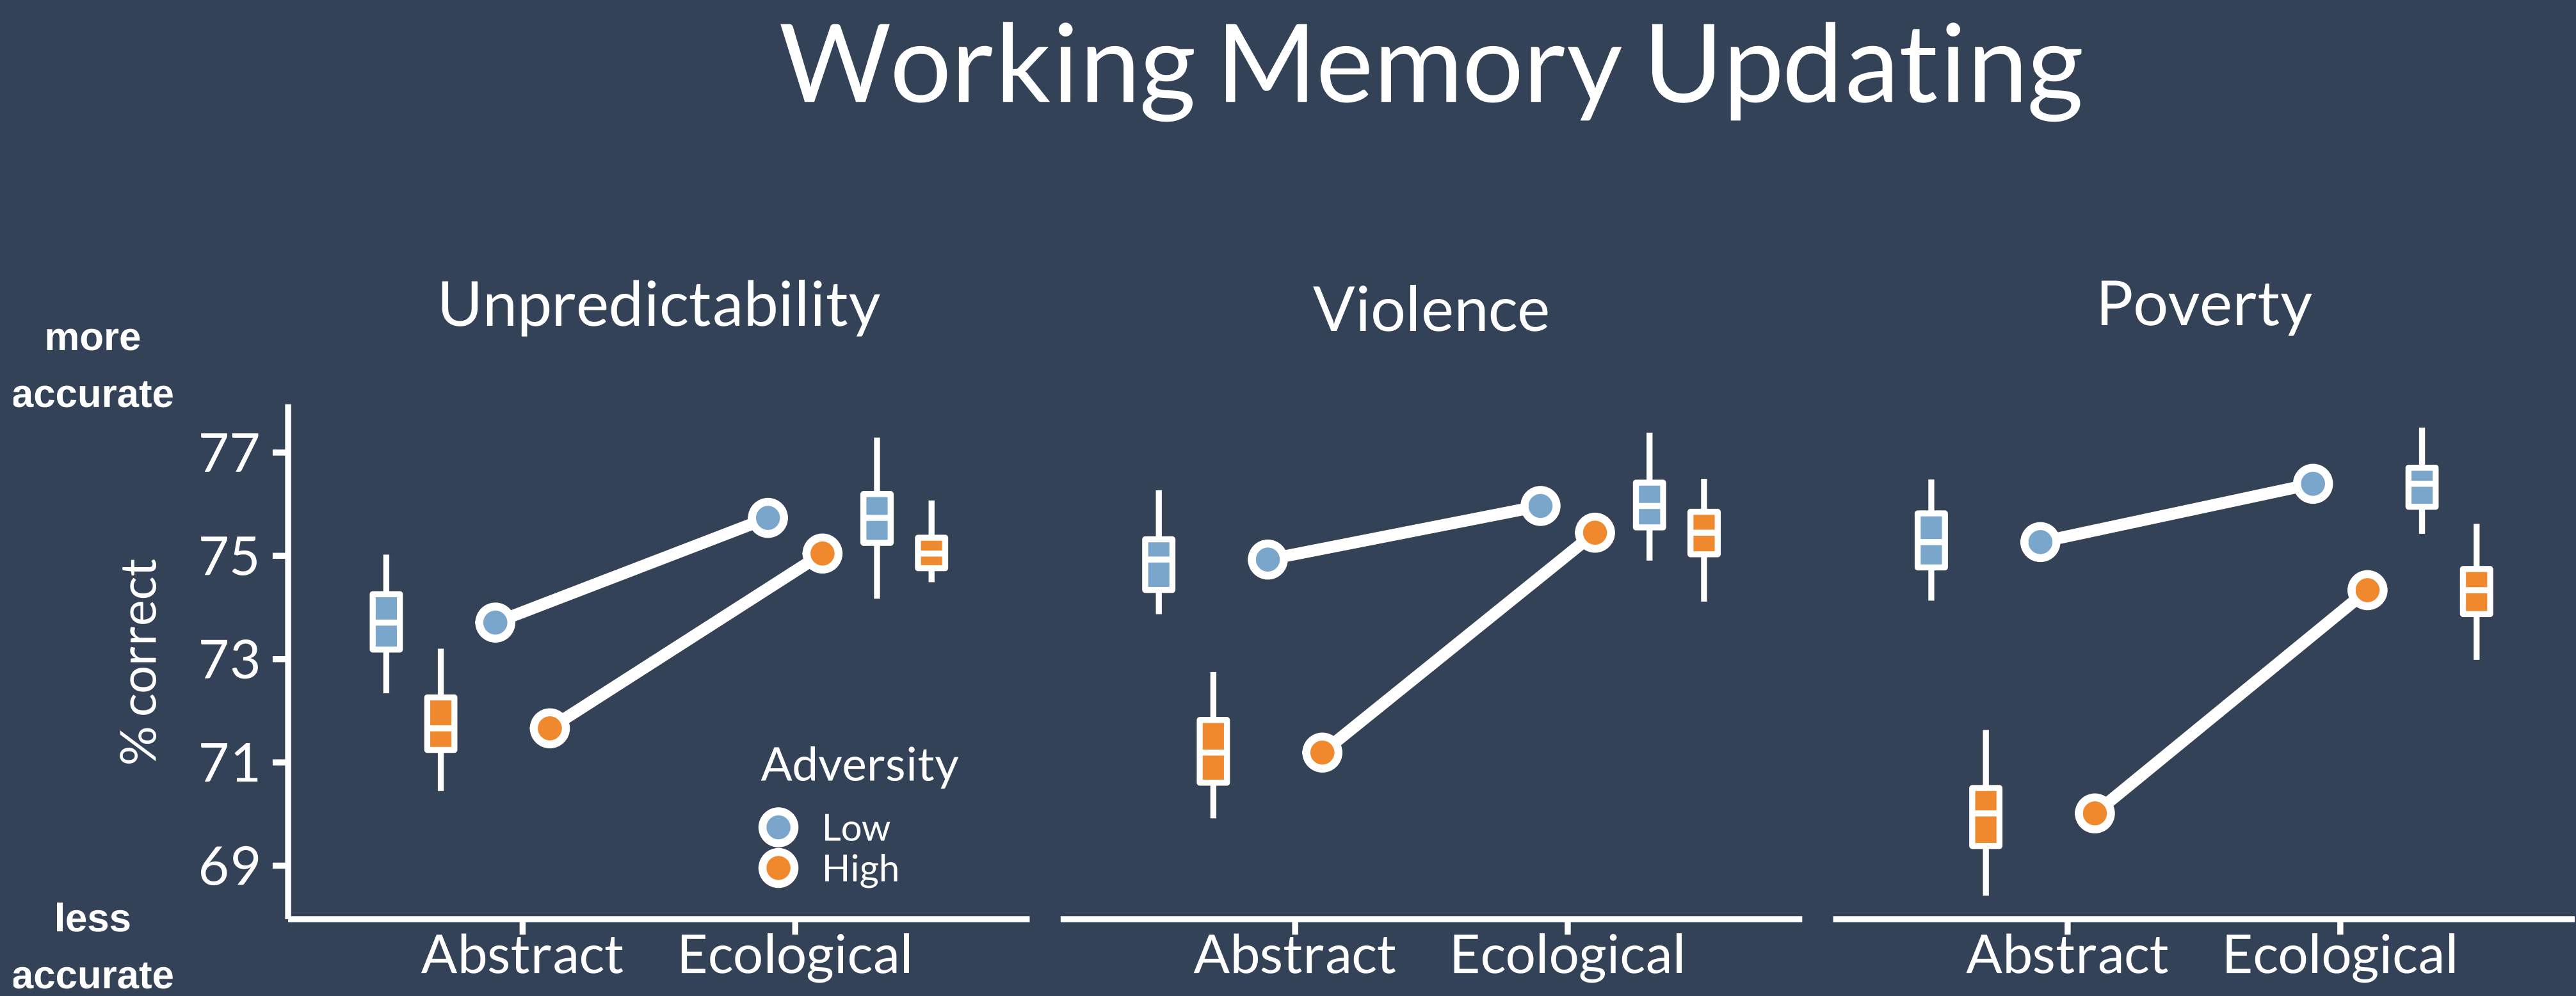 Working Memory Updating
Unpredictability
Violence
Poverty
more
accurate
77
75
73
71
69
% correct
less
accurate
Adversity
Low
High
Abstract
Ecological
Abstract
Ecological
Abstract
Ecological